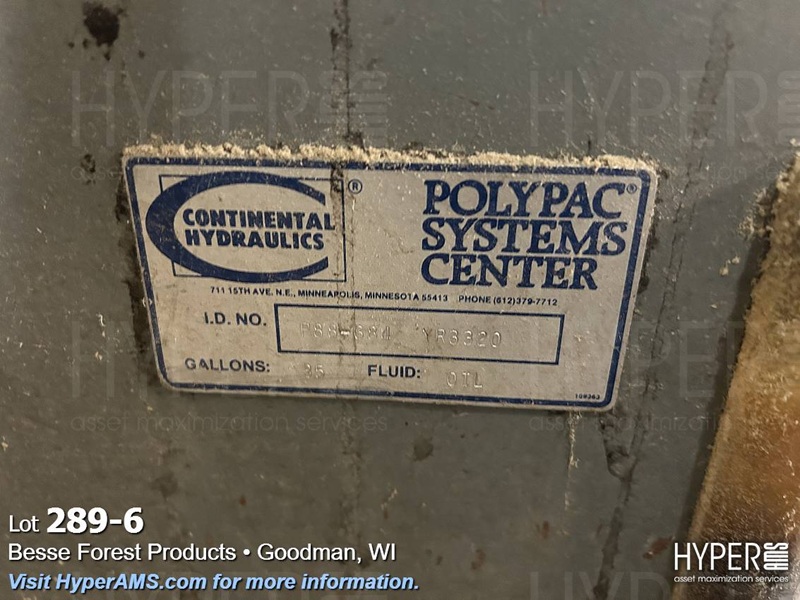 CONTINENTAL
HYDRAULICS
®
POLYPAC®
SYSTEMS
CENTER
711 15TH AVE. N.E., MINNEAPOLIS, MINNESOTA 55413 PHONE (612)379-7712
I.D. NO.
GALLONS: FLUID: OIL
Lot 289-6
Besse Forest Products • Goodman, WI
Visit HyperAMS.com for more information.
HYPER AMS
asset maximization services